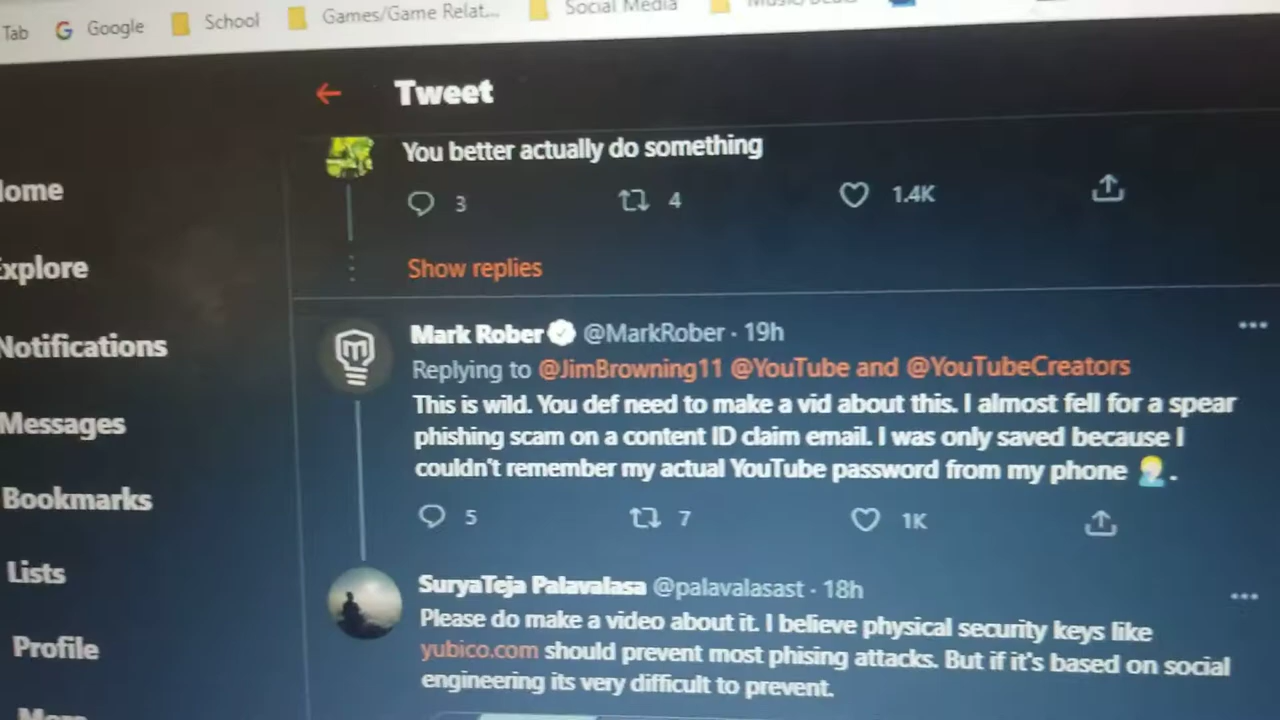 Tab Google School Games/Game Relat... Social Media
Tweet
You better actually do something
3 4 1.4K
Show replies
Home
Explore
Notifications
Messages
Bookmarks
Lists
Profile
More
Mark Rober @MarkRober · 19h
Replying to @JimBrowning11 @YouTube and @YouTubeCreators
This is wild. You def need to make a vid about this. I almost fell for a spear
phishing scam on a content ID claim email. I was only saved because I
couldn't remember my actual YouTube password from my phone 🤦.
5 7 1K
SuryaTeja Palavalasa @palavalasast · 18h
Please do make a video about it. I believe physical security keys like
yubico.com should prevent most phising attacks. But if it's based on social
engineering its very difficult to prevent.